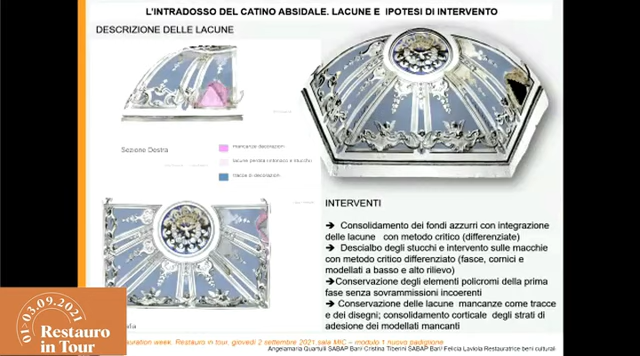 L'INTRADOSSO DEL CATINO ABSIDALE. LACUNE E IPOTESI DI INTERVENTO
DESCRIZIONE DELLE LACUNE
Sezione Destra
mancanze decorazioni
tracce di decorazioni
INTERVENTI
➔ Consolidamento dei fondi azzurri con integrazione
delle lacune con metodo critico (differenziate)
➔ Descialbo degli stucchi e intervento sulle macchie
con metodo critico differenziato (fasce, cornici e
modellati a basso e alto rilievo)
➔Conservazione degli elementi policromi della prima
fase senza sovrammissioni incoerenti
➔ Conservazione delle lacune mancanze come tracce
e dei disegni; consolidamento corticale degli strati di
adesione dei modellati mancanti
01>03.09.2021
Restauro
in Tour
uration week. Restauro in tour, giovedì 2 settembre 2021 sala MIC – modulo 1 nuovo padiglione
Angelamaria Quartulli SABAP Bari Cristina Tiberini SABAP Bari Felicia Laviola Restauratrice beni culturali